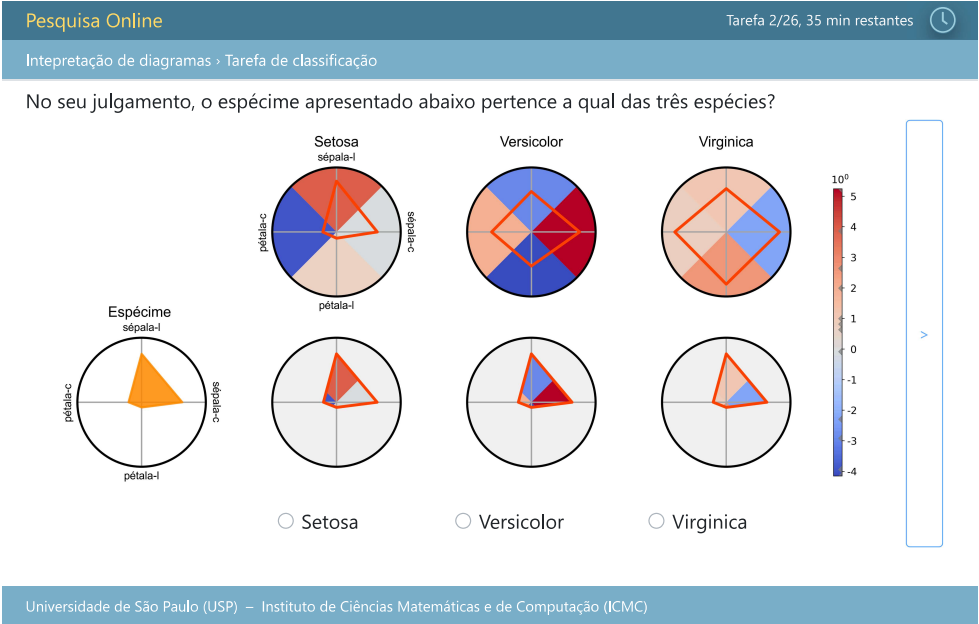 Pesquisa Online
Tarefa 2/26, 35 min restantes
Intepretação de diagramas › Tarefa de classificação
No seu julgamento, o espécime apresentado abaixo pertence a qual das três espécies?
Setosa
Versicolor
Virginica
sépala-l
pétala-c
sépala-c
pétala-l
10⁰
5
4
3
2
1
0
-1
-2
-3
-4
>
Espécime
sépala-l
pétala-c
sépala-c
pétala-l
Setosa
Versicolor
Virginica
Universidade de São Paulo (USP) – Instituto de Ciências Matemáticas e de Computação (ICMC)